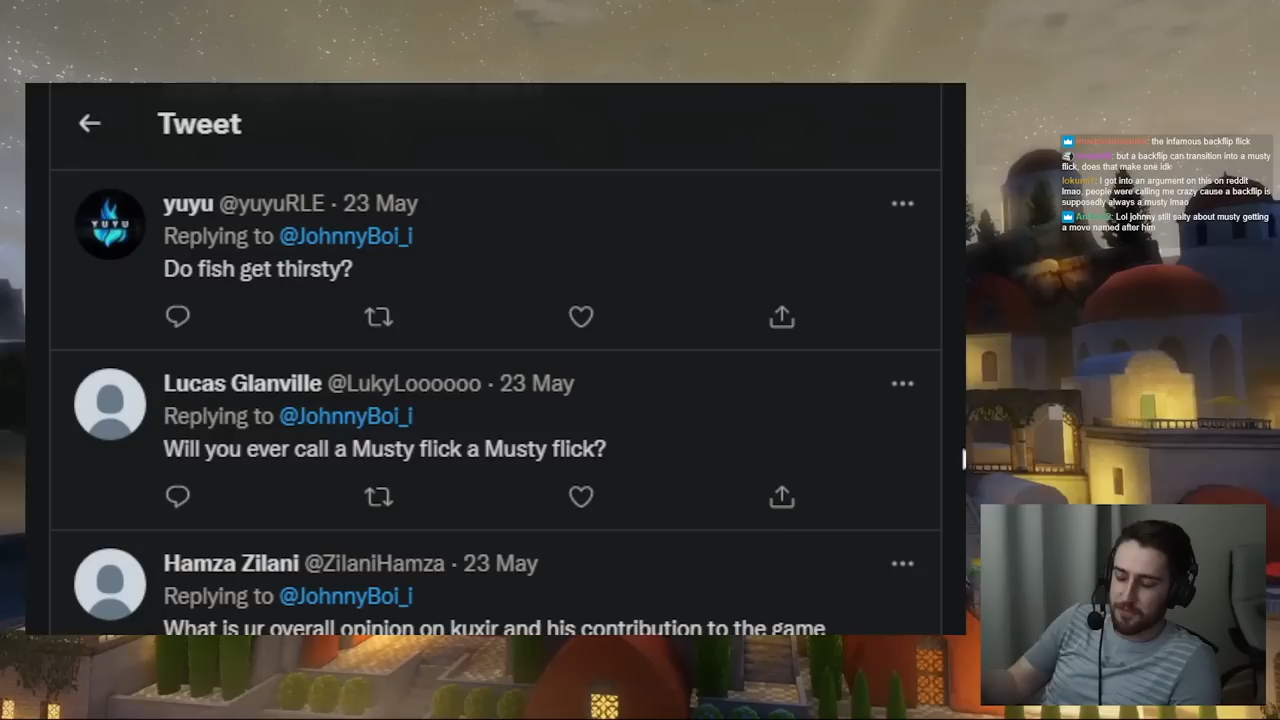 Tweet
yuyu @yuyuRLE · 23 May
Replying to @JohnnyBoi_i
Do fish get thirsty?
YUYU
Lucas Glanville @LukyLoooooo · 23 May
Replying to @JohnnyBoi_i
Will you ever call a Musty flick a Musty flick?
Hamza Zilani @ZilaniHamza · 23 May
Replying to @JohnnyBoi_i
What is ur overall opinion on kuxir and his contribution to the game
: the infamous backflip flick
: but a backflip can transition into a musty
flick, does that make one idk
: I got into an argument on this on reddit
lmao, people were calling me crazy cause a backflip is
supposedly always a musty lmao
: Lol johnny still salty about musty getting
a move named after him